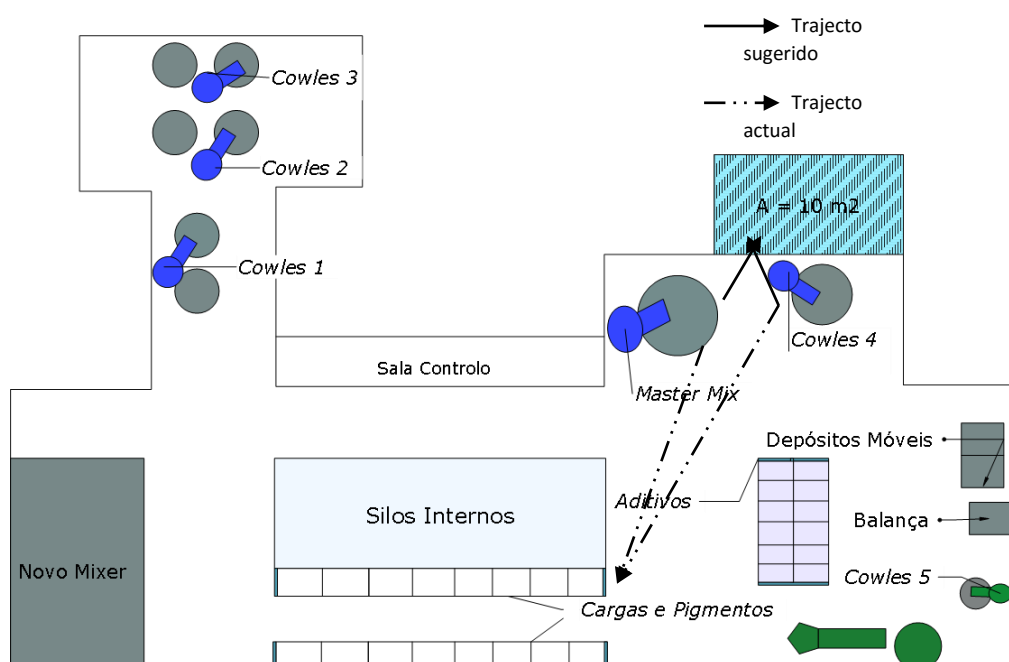 Trajecto
sugerido
Cowles 3
Trajecto
actual
Cowles 2
A = 10 m2
Cowles 1
Cowles 4
Sala Controlo
Master Mix
Depósitos Móveis
Aditivos
Silos Internos
Balança
Novo Mixer
Cowles 5
Cargas e Pigmentos